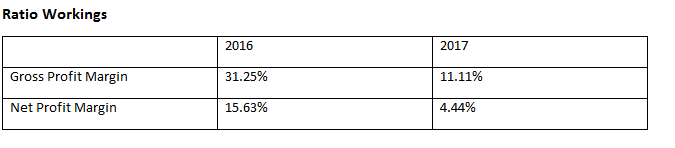 Ratio Workings
2016 2017
Gross Profit Margin 31.25% 11.11%
Net Profit Margin 15.63% 4.44%